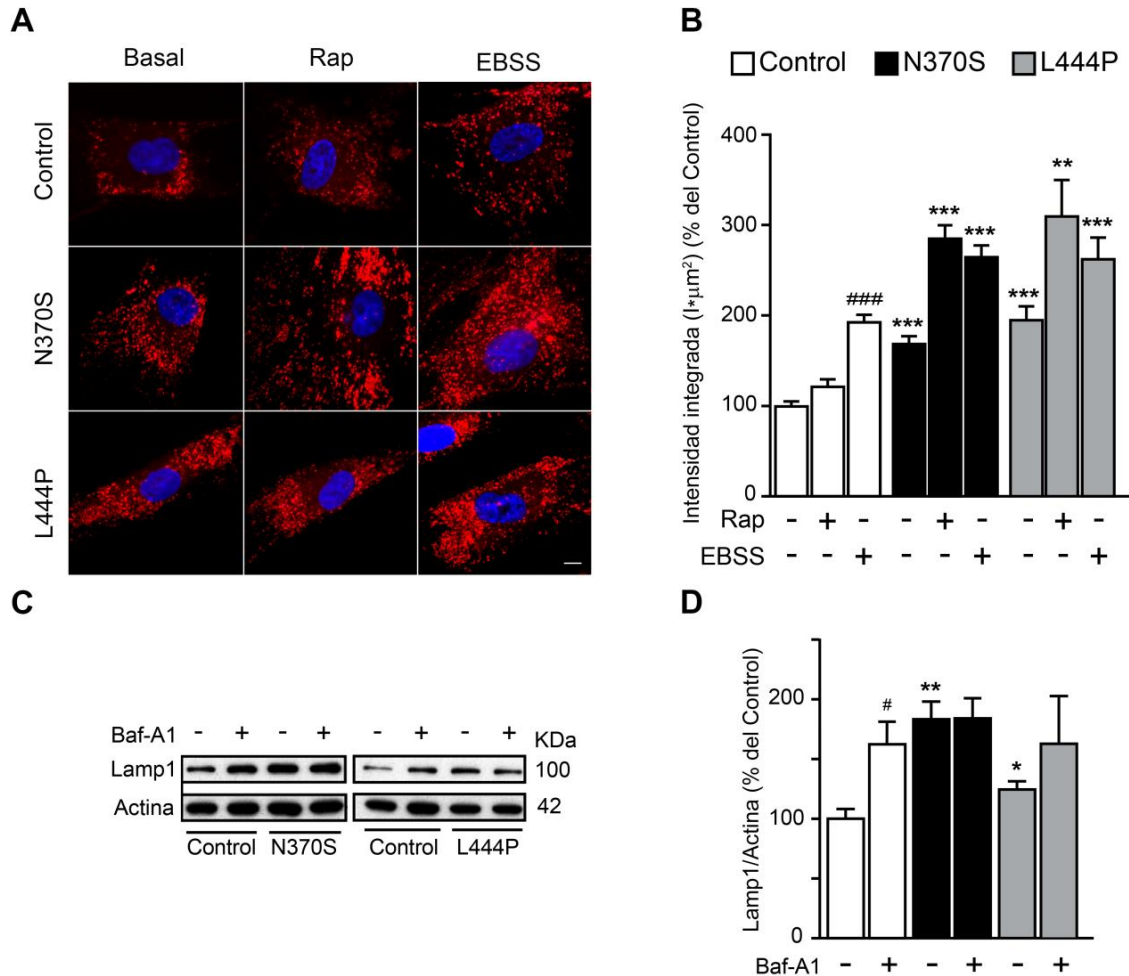 A
Basal Rap EBSS
Control
N370S
L444P
B
Control N370S L444P
Intensidad integrada (I*µm²) (% del Control)
400
300
200
100
0
###
***
***
***
***
**
***
Rap - + - - + - - + -
EBSS - - + - - + - - +
C
Baf-A1 - + - + - + - + KDa
Lamp1 100
Actina 42
Control N370S Control L444P
D
Lamp1/Actina (% del Control)
200
100
0
#
**
*
Baf-A1 - + - + - +